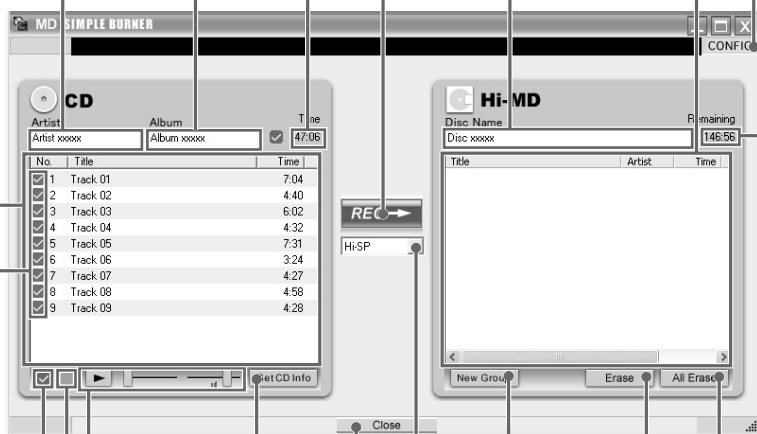 MD SIMPLE BURNER
CONFIG
CD
Hi-MD
Artist Album Time
Disc Name Remaining
Artist xxxxx Album xxxxx 47:06
Disc xxxxx 146:56
No. Title Time
Title Artist Time
1 Track 01 7:04
2 Track 02 4:40
3 Track 03 6:02
4 Track 04 4:32
5 Track 05 7:31
6 Track 06 3:24
7 Track 07 4:27
8 Track 08 4:58
9 Track 09 4:28
REC
Hi-SP
Get CD Info
New Group Erase All Erase
Close